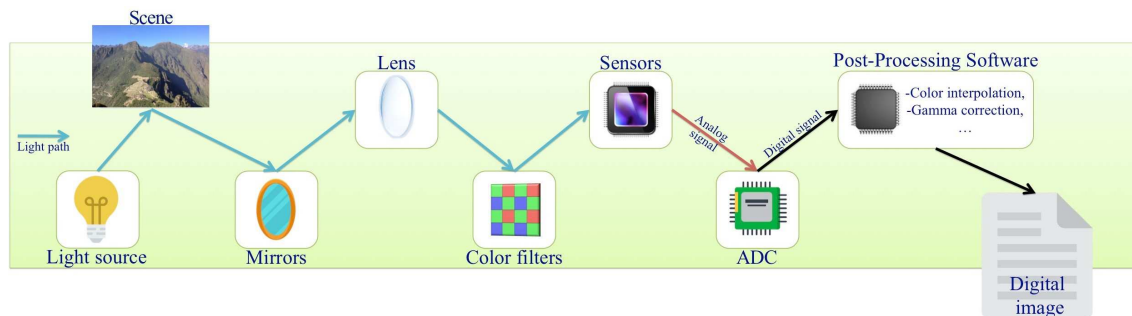 Scene
Lens
Sensors
Post-Processing Software
-Color interpolation,
-Gamma correction,
...
Light path
Analog
signal
Digital signal
Light source
Mirrors
Color filters
ADC
Digital
image